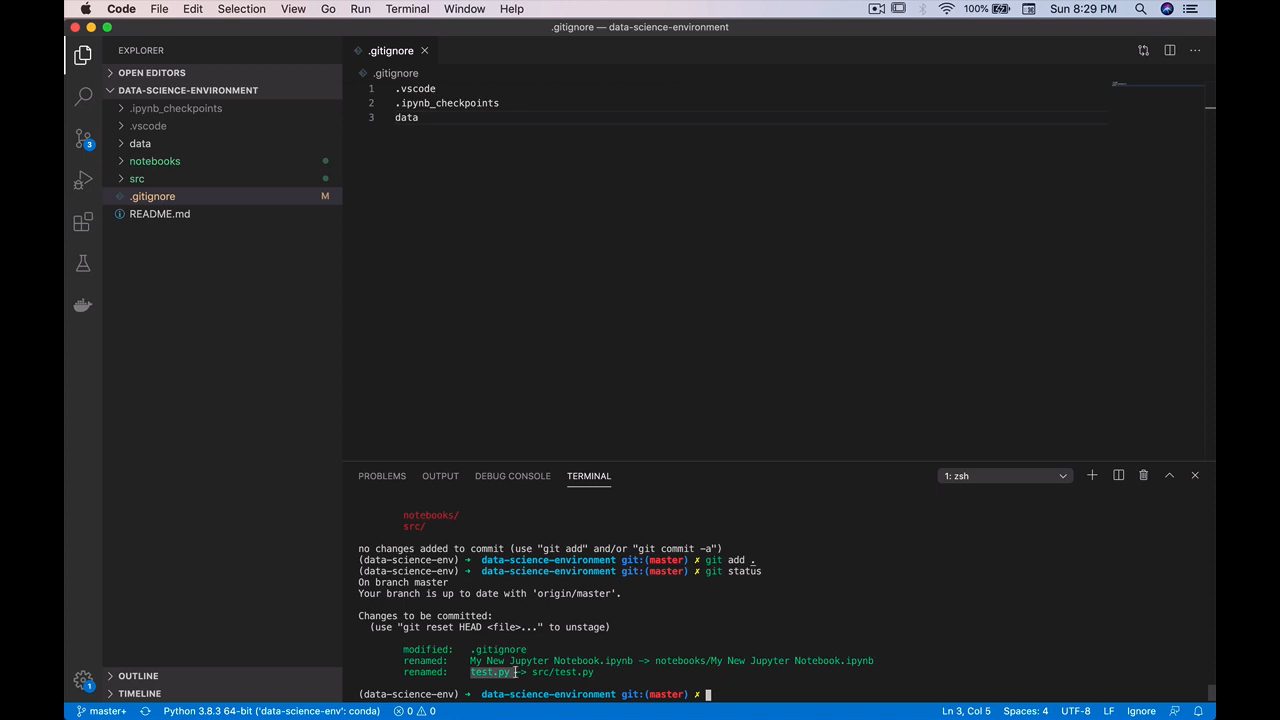 Code File Edit Selection View Go Run Terminal Window Help 100% Sun 8:29 PM
.gitignore — data-science-environment
EXPLORER
OPEN EDITORS
DATA-SCIENCE-ENVIRONMENT
.ipynb_checkpoints
.vscode
data
notebooks
src
.gitignore M
README.md
OUTLINE
TIMELINE
3
1
.gitignore
.gitignore
1 .vscode
2 .ipynb_checkpoints
3 data
PROBLEMS OUTPUT DEBUG CONSOLE TERMINAL 1: zsh
notebooks/
src/
no changes added to commit (use "git add" and/or "git commit -a")
(data-science-env) ➜ data-science-environment git:(master) ✗ git add .
(data-science-env) ➜ data-science-environment git:(master) ✗ git status
On branch master
Your branch is up to date with 'origin/master'.
Changes to be committed:
(use "git reset HEAD <file>..." to unstage)
modified: .gitignore
renamed: My New Jupyter Notebook.ipynb -> notebooks/My New Jupyter Notebook.ipynb
renamed: test.py -> src/test.py
(data-science-env) ➜ data-science-environment git:(master) ✗
master+ Python 3.8.3 64-bit ('data-science-env': conda) 0 0 Ln 3, Col 5 Spaces: 4 UTF-8 LF Ignore